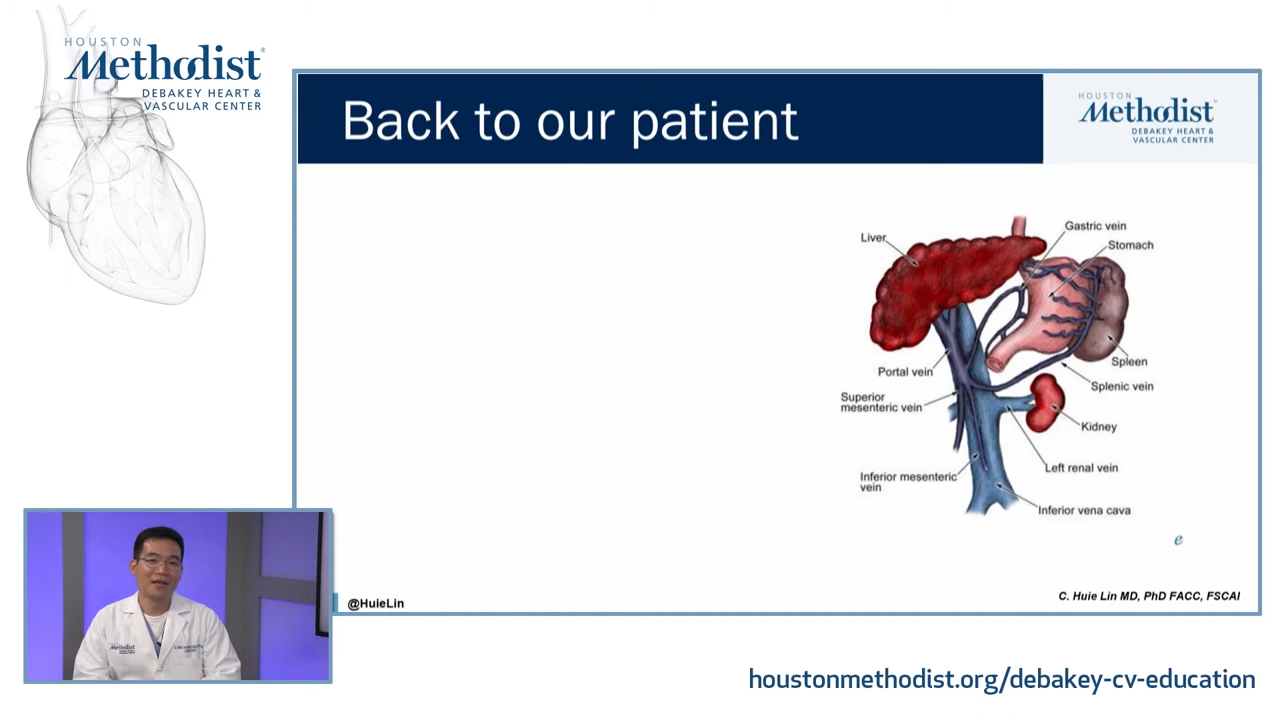 HOUSTON
Methodist®
DEBAKEY HEART &
VASCULAR CENTER
Back to our patient
HOUSTON
Methodist
DEBAKEY HEART &
VASCULAR CENTER
Gastric vein
Liver
Stomach
Spleen
Portal vein
Splenic vein
Superior
mesenteric vein
Kidney
Left renal vein
Inferior mesenteric
vein
Inferior vena cava
e
@HuieLin
C. Huie Lin MD, PhD FACC, FSCAI
Methodist
houstonmethodist.org/debakey-cv-education